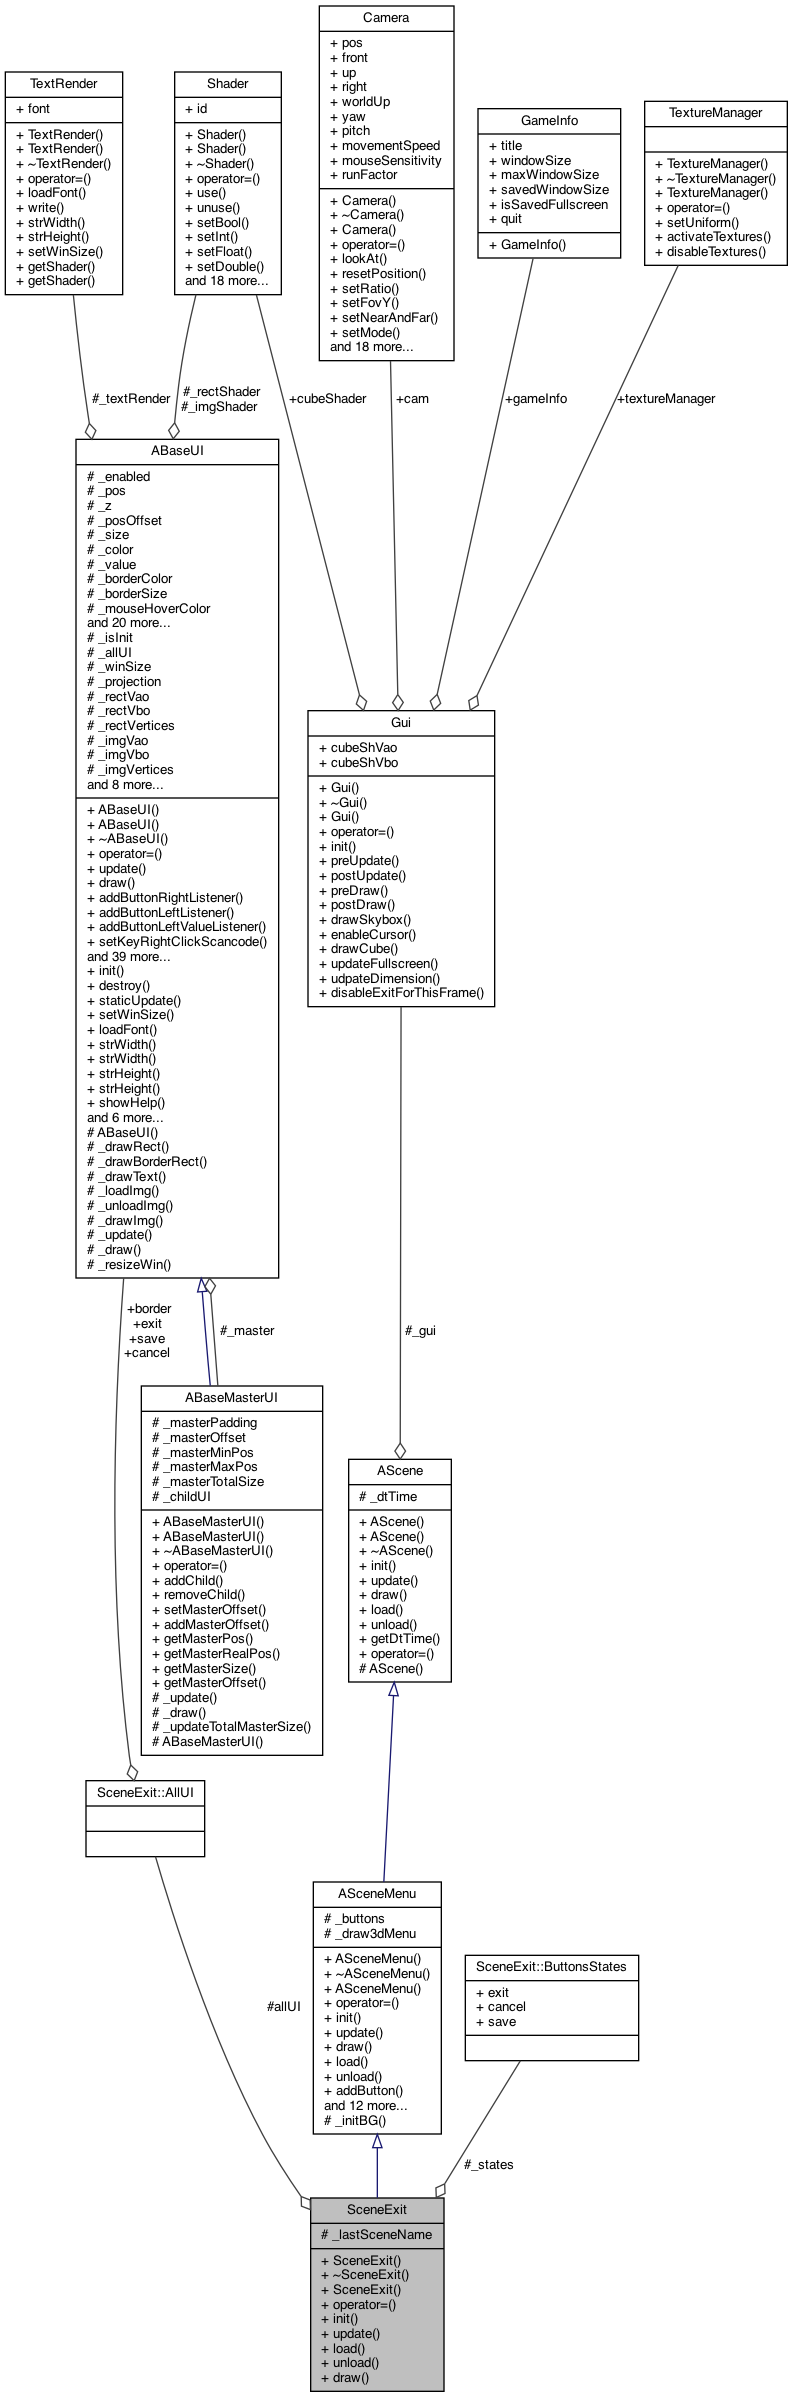 Camera
+ pos
+ front
+ up
+ right
+ worldUp
+ yaw
+ pitch
+ movementSpeed
+ mouseSensitivity
+ runFactor
+ Camera()
+ ~Camera()
+ Camera()
+ operator=()
+ lookAt()
+ resetPosition()
+ setRatio()
+ setFovY()
+ setNearAndFar()
+ setMode()
and 18 more...
TextRender
+ font
+ TextRender()
+ TextRender()
+ ~TextRender()
+ operator=()
+ loadFont()
+ write()
+ strWidth()
+ strHeight()
+ setWinSize()
+ getShader()
+ getShader()
Shader
+ id
+ Shader()
+ Shader()
+ ~Shader()
+ operator=()
+ use()
+ unuse()
+ setBool()
+ setInt()
+ setFloat()
+ setDouble()
and 18 more...
GameInfo
+ title
+ windowSize
+ maxWindowSize
+ savedWindowSize
+ isSavedFullscreen
+ quit
+ GameInfo()
TextureManager
+ TextureManager()
+ ~TextureManager()
+ TextureManager()
+ operator=()
+ setUniform()
+ activateTextures()
+ disableTextures()
#_textRender
#_rectShader
#_imgShader
+cubeShader
+cam
+gameInfo
+textureManager
ABaseUI
# _enabled
# _pos
# _z
# _posOffset
# _size
# _color
# _value
# _borderColor
# _borderSize
# _mouseHoverColor
and 20 more...
# _isInit
# _allUI
# _winSize
# _projection
# _rectVao
# _rectVbo
# _rectVertices
# _imgVao
# _imgVbo
# _imgVertices
and 8 more...
+ ABaseUI()
+ ABaseUI()
+ ~ABaseUI()
+ operator=()
+ update()
+ draw()
+ addButtonRightListener()
+ addButtonLeftListener()
+ addButtonLeftValueListener()
+ setKeyRightClickScancode()
and 39 more...
+ init()
+ destroy()
+ staticUpdate()
+ setWinSize()
+ loadFont()
+ strWidth()
+ strWidth()
+ strHeight()
+ strHeight()
+ showHelp()
and 6 more...
# ABaseUI()
# _drawRect()
# _drawBorderRect()
# _drawText()
# _loadImg()
# _unloadImg()
# _drawImg()
# _update()
# _draw()
# _resizeWin()
Gui
+ cubeShVao
+ cubeShVbo
+ Gui()
+ ~Gui()
+ Gui()
+ operator=()
+ init()
+ preUpdate()
+ postUpdate()
+ preDraw()
+ postDraw()
+ drawSkybox()
+ enableCursor()
+ drawCube()
+ updateFullscreen()
+ udpateDimension()
+ disableExitForThisFrame()
+border
+exit
+save
+cancel
#_master
#_gui
ABaseMasterUI
# _masterPadding
# _masterOffset
# _masterMinPos
# _masterMaxPos
# _masterTotalSize
# _childUI
+ ABaseMasterUI()
+ ABaseMasterUI()
+ ~ABaseMasterUI()
+ operator=()
+ addChild()
+ removeChild()
+ setMasterOffset()
+ addMasterOffset()
+ getMasterPos()
+ getMasterRealPos()
+ getMasterSize()
+ getMasterOffset()
# _update()
# _draw()
# _updateTotalMasterSize()
# ABaseMasterUI()
AScene
# _dtTime
+ AScene()
+ AScene()
+ ~AScene()
+ init()
+ update()
+ draw()
+ load()
+ unload()
+ getDtTime()
+ operator=()
# AScene()
SceneExit::AllUI
ASceneMenu
# _buttons
# _draw3dMenu
+ ASceneMenu()
+ ~ASceneMenu()
+ ASceneMenu()
+ operator=()
+ init()
+ update()
+ draw()
+ load()
+ unload()
+ addButton()
and 12 more...
# _initBG()
SceneExit::ButtonsStates
+ exit
+ cancel
+ save
#allUI
#_states
SceneExit
# _lastSceneName
+ SceneExit()
+ ~SceneExit()
+ SceneExit()
+ operator=()
+ init()
+ update()
+ load()
+ unload()
+ draw()